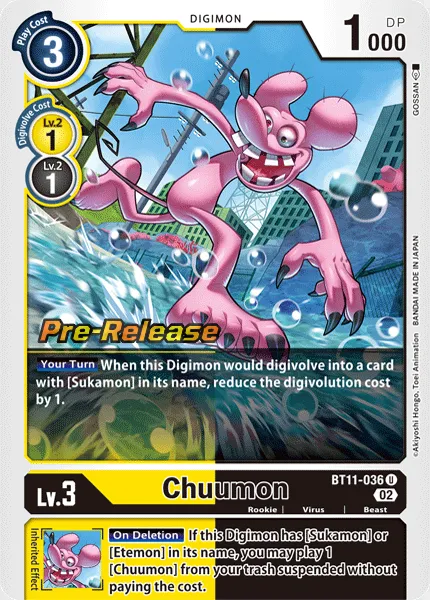 Play Cost
3
DIGIMON
DP
1000
Digivolve Cost
Lv.2
1
Lv.2
1
GOSSAN
©Akiyoshi Hongo, Toei Animation BANDAI MADE IN JAPAN
Pre-Release
Your Turn When this Digimon would digivolve into a card
with [Sukamon] in its name, reduce the digivolution cost
by 1.
Lv.3
Chuumon
BT11-036 U
02
Rookie | Virus | Beast
Inherited Effect
On Deletion If this Digimon has [Sukamon] or
[Etemon] in its name, you may play 1
[Chuumon] from your trash suspended without
paying the cost.